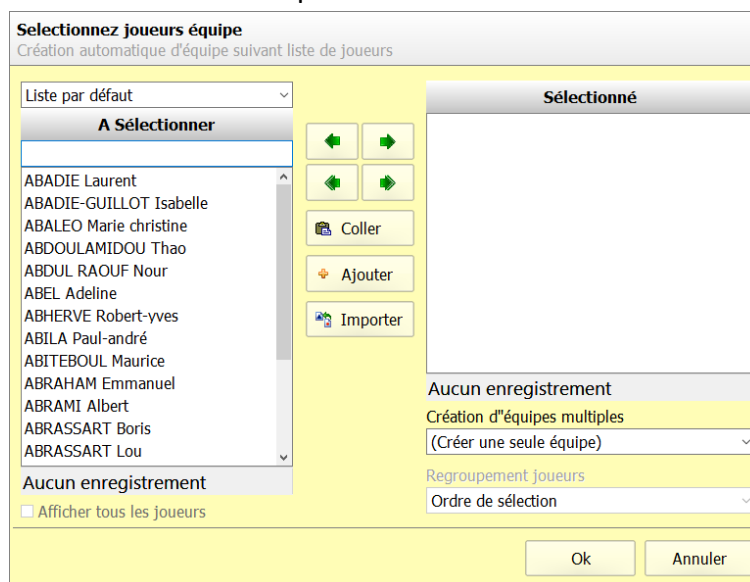 Selectionnez joueurs équipe
Création automatique d'équipe suivant liste de joueurs
Liste par défaut
A Sélectionner
ABADIE Laurent
ABADIE-GUILLOT Isabelle
ABALEO Marie christine
ABDOULAMIDOU Thao
ABDUL RAOUF Nour
ABEL Adeline
ABHERVE Robert-yves
ABILA Paul-andré
ABITEBOUL Maurice
ABRAHAM Emmanuel
ABRAMI Albert
ABRASSART Boris
ABRASSART Lou
Aucun enregistrement
Afficher tous les joueurs
Coller
Ajouter
Importer
Sélectionné
Aucun enregistrement
Création d"équipes multiples
(Créer une seule équipe)
Regroupement joueurs
Ordre de sélection
Ok
Annuler